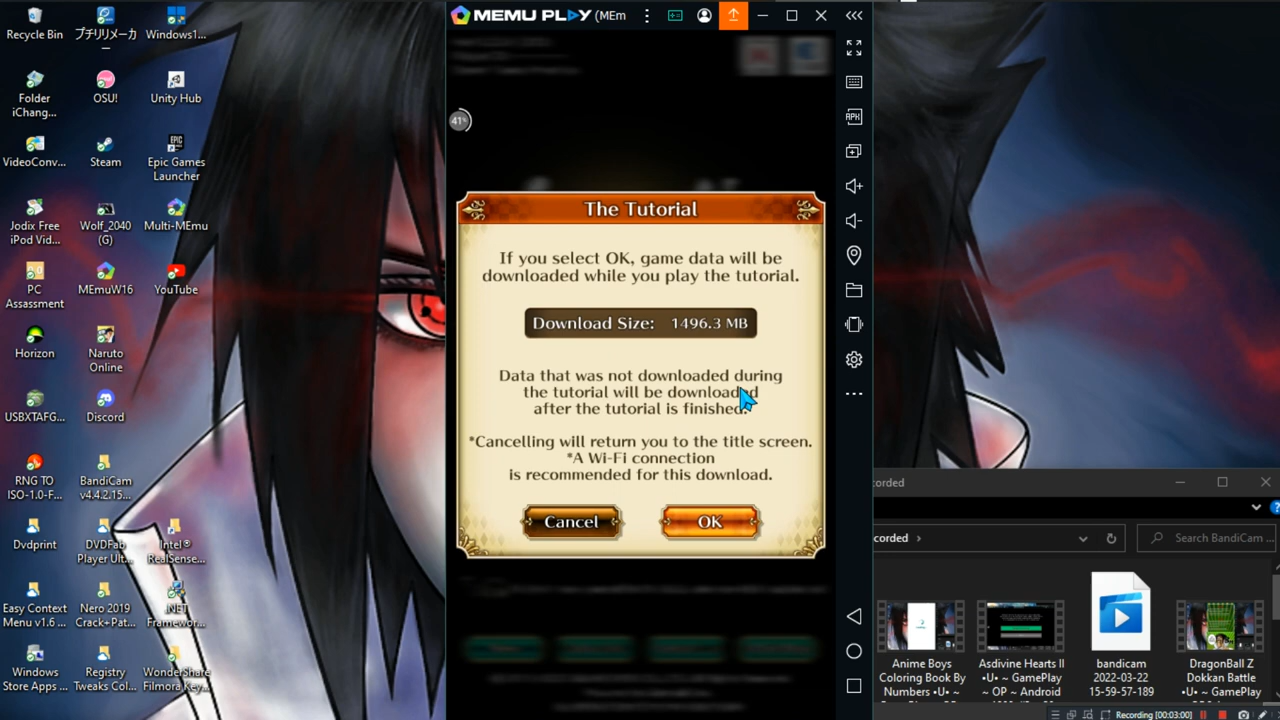 Recycle Bin
プチリリメーカー
Windows1...
Folder
iChang...
OSU!
Unity Hub
VideoConv...
Steam
Epic Games
Launcher
Jodix Free
iPod Vid...
Wolf_2040
(G)
Multi-MEmu
PC
Assassment
MEmuW16
YouTube
Horizon
Naruto
Online
USBXTAFG...
Discord
RNG TO
ISO-1.0-F...
BandiCam
v4.4.2.15...
Dvdprint
DVDFab
Player Ult...
Intel®
RealSense...
Easy Context
Menu v1.6 ...
Nero 2019
Crack+Pat...
.NET
Framewor...
Windows
Store Apps ...
Registry
Tweaks Col...
WonderShare
Filmora Key...
MEMU PLAY (MEm
41%
APK
The Tutorial
If you select OK, game data will be
downloaded while you play the tutorial.
Download Size: 1496.3 MB
Data that was not downloaded during
the tutorial will be downloaded
after the tutorial is finished.
*Cancelling will return you to the title screen.
*A Wi-Fi connection
is recommended for this download.
Cancel
OK
corded
corded
Search BandiCam ...
Anime Boys
Coloring Book By
Numbers •U• ~
Asdivine Hearts II
•U• ~ GamePlay
~ OP ~ Android
bandicam
2022-03-22
15-59-57-189
DragonBall Z
Dokkan Battle
•U• ~ GamePlay
Recording [00:03:00]